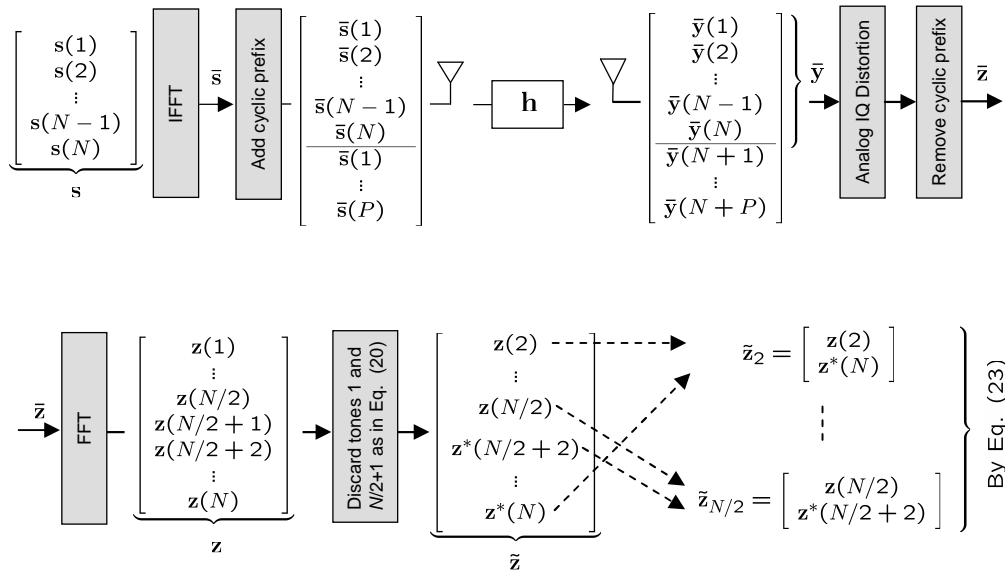 s(1)
s(2)
...
s(N − 1)
s(N)
s
IFFT
s̄
Add cyclic prefix
s̄(1)
s̄(2)
...
s̄(N − 1)
s̄(N)
s̄(1)
...
s̄(P)
h
ȳ(1)
ȳ(2)
...
ȳ(N − 1)
ȳ(N)
ȳ(N + 1)
...
ȳ(N + P)
ȳ
Analog IQ Distortion
Remove cyclic prefix
z̄
z̄
FFT
z(1)
...
z(N/2)
z(N/2 + 1)
z(N/2 + 2)
...
z(N)
z
Discard tones 1 and
N/2+1 as in Eq. (20)
z(2)
...
z(N/2)
z*(N/2 + 2)
...
z*(N)
z̃
z̃₂ = [ z(2)
z*(N) ]
z̃_{N/2} = [ z(N/2)
z*(N/2 + 2) ]
By Eq. (23)